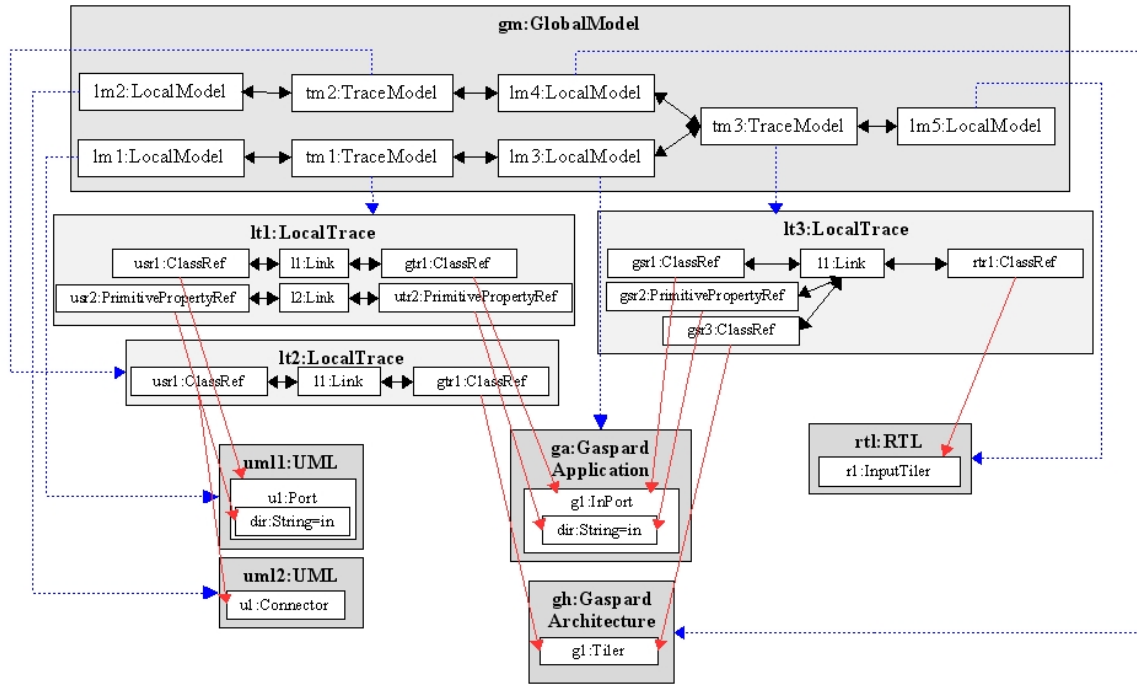 gm:GlobalModel
lm2:LocalModel
tm2:TraceModel
lm4:LocalModel
tm3:TraceModel
lm5:LocalModel
lm1:LocalModel
tm1:TraceModel
lm3:LocalModel
lt1:LocalTrace
usr1:ClassRef
l1:Link
gtr1:ClassRef
usr2:PrimitivePropertyRef
l2:Link
utr2:PrimitivePropertyRef
lt3:LocalTrace
gsr1:ClassRef
l1:Link
rtr1:ClassRef
gsr2:PrimitivePropertyRef
gsr3:ClassRef
lt2:LocalTrace
usr1:ClassRef
l1:Link
gtr1:ClassRef
uml1:UML
u1:Port
dir:String=in
ga:Gaspard
Application
g1:InPort
dir:String=in
rtl:RTL
r1:InputTiler
uml2:UML
u1:Connector
gh:Gaspard
Architecture
g1:Tiler